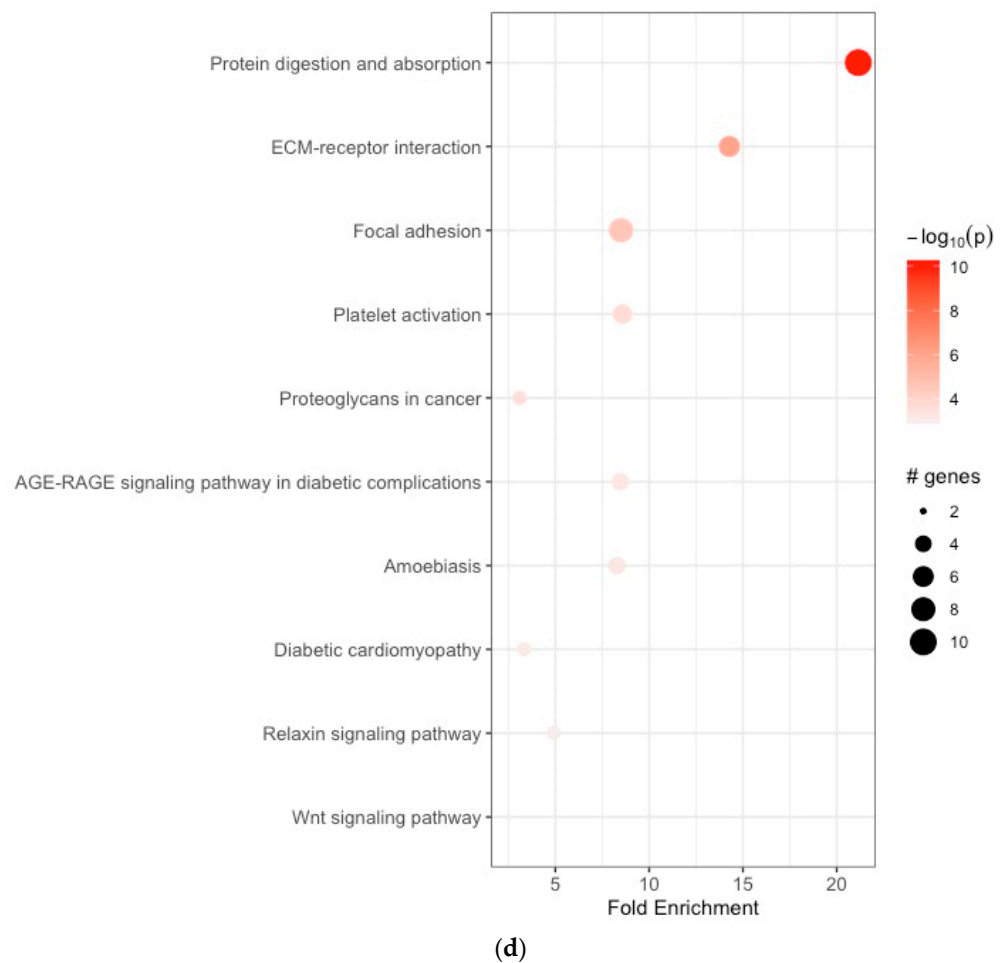 Protein digestion and absorption
ECM-receptor interaction
Focal adhesion
Platelet activation
Proteoglycans in cancer
AGE-RAGE signaling pathway in diabetic complications
Amoebiasis
Diabetic cardiomyopathy
Relaxin signaling pathway
Wnt signaling pathway
5 10 15 20
Fold Enrichment
−log₁₀(p)
10
8
6
4
# genes
2
4
6
8
10
(d)